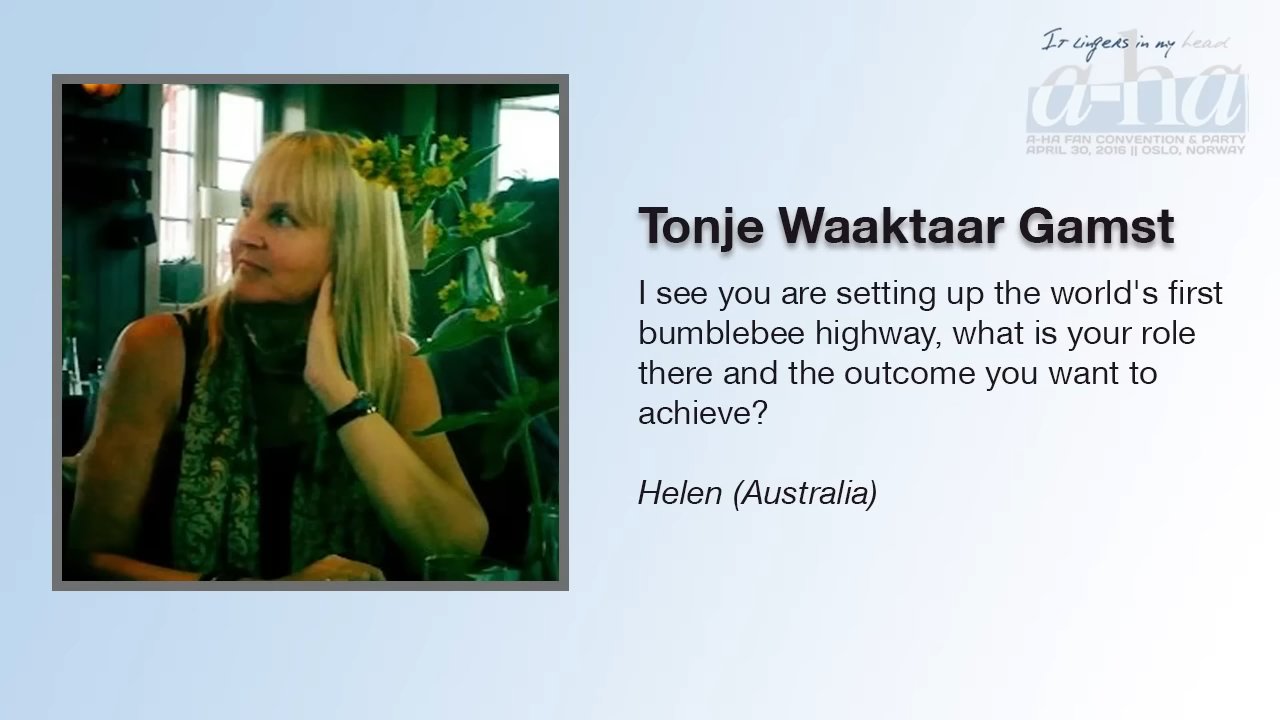 It lingers in my head
a-ha
A-HA FAN CONVENTION & PARTY
APRIL 30, 2016 || OSLO, NORWAY
Tonje Waaktaar Gamst
I see you are setting up the world's first
bumblebee highway, what is your role
there and the outcome you want to
achieve?
Helen (Australia)